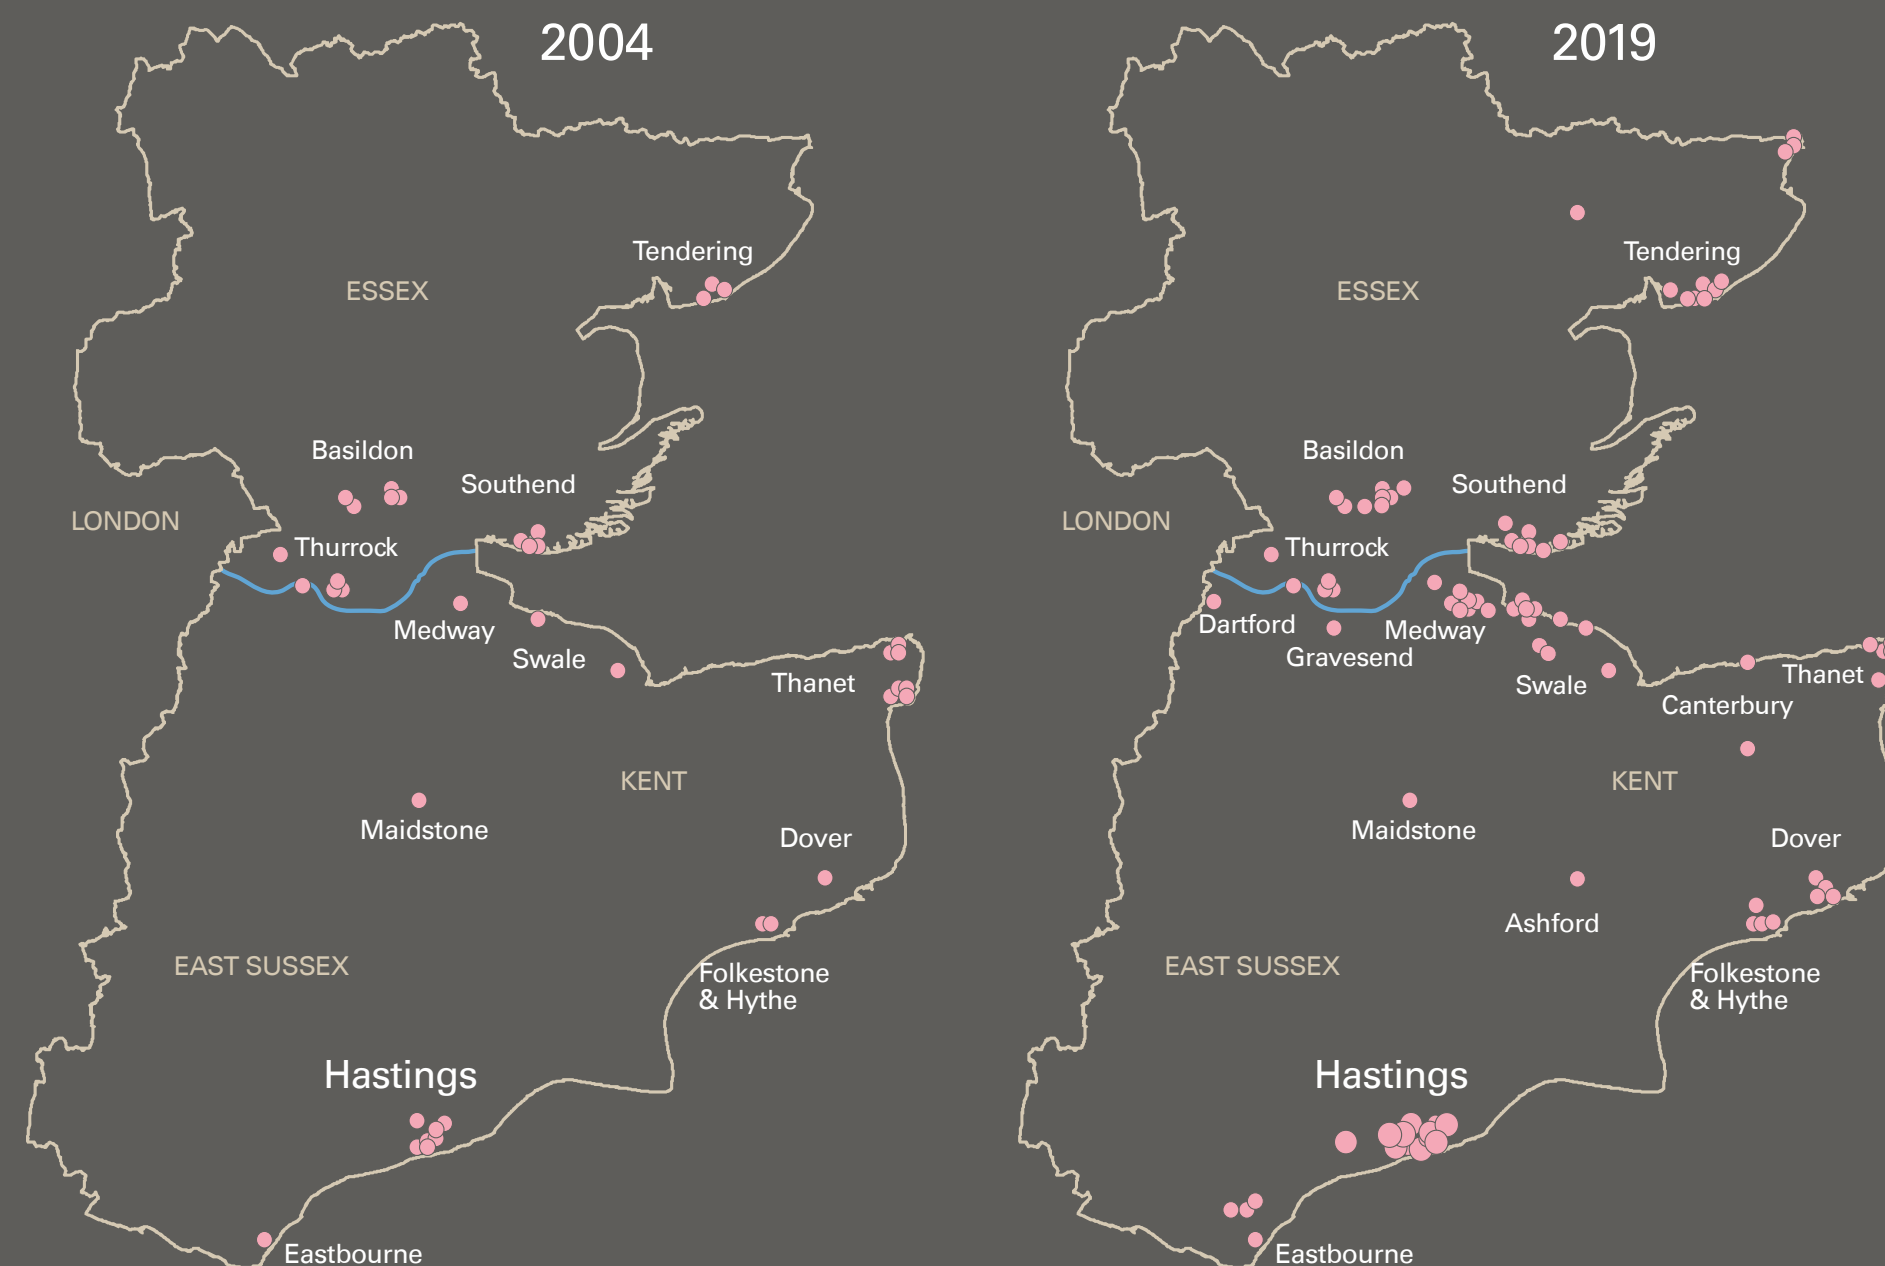 2004
Tendering
ESSEX
Basildon
Southend
LONDON
Thurrock
Medway
Swale
Thanet
KENT
Maidstone
Dover
EAST SUSSEX
Folkestone
& Hythe
Hastings
Eastbourne
2019
Tendering
ESSEX
Basildon
Southend
LONDON
Thurrock
Dartford
Medway
Gravesend
Swale
Thanet
Canterbury
KENT
Maidstone
Dover
Ashford
EAST SUSSEX
Folkestone
& Hythe
Hastings
Eastbourne